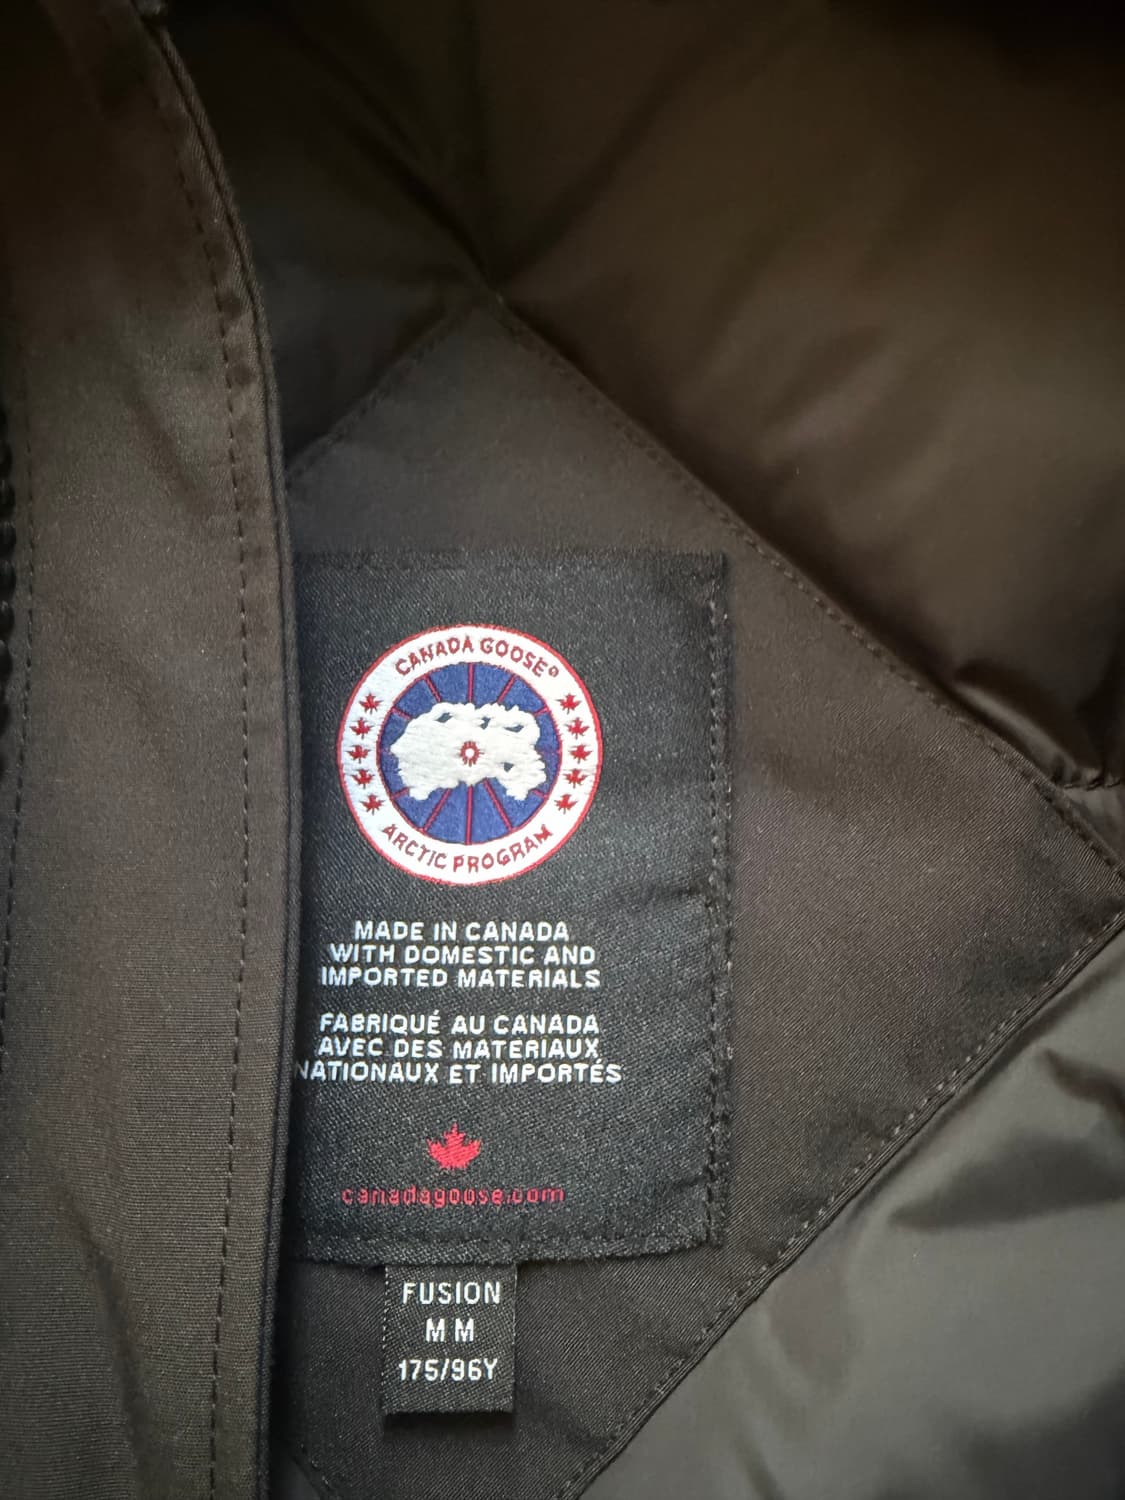 CANADA GOOSE®
ARCTIC PROGRAM
MADE IN CANADA
WITH DOMESTIC AND
IMPORTED MATERIALS
FABRIQUÉ AU CANADA
AVEC DES MATÉRIAUX
NATIONAUX ET IMPORTÉS
canadagoose.com
FUSION
M M
175/96Y